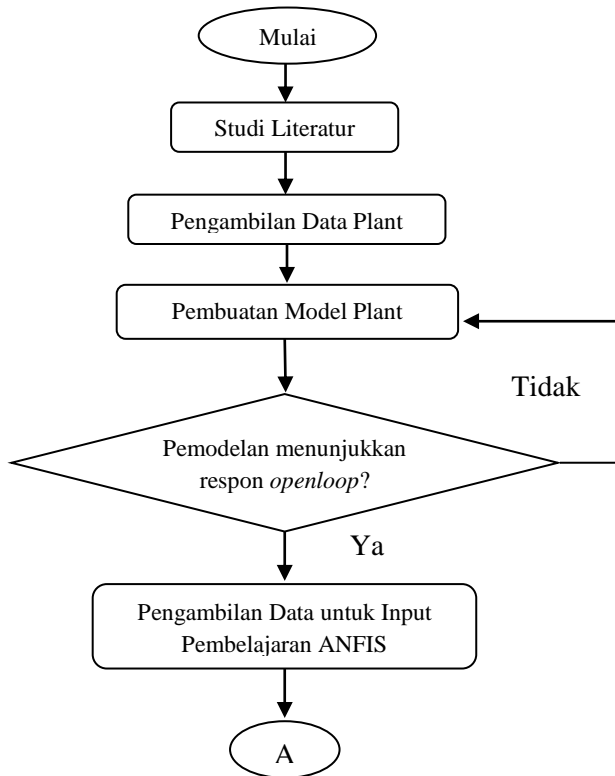 Mulai
Studi Literatur
Pengambilan Data Plant
Pembuatan Model Plant
Tidak
Pemodelan menunjukkan
respon openloop?
Ya
Pengambilan Data untuk Input
Pembelajaran ANFIS
A